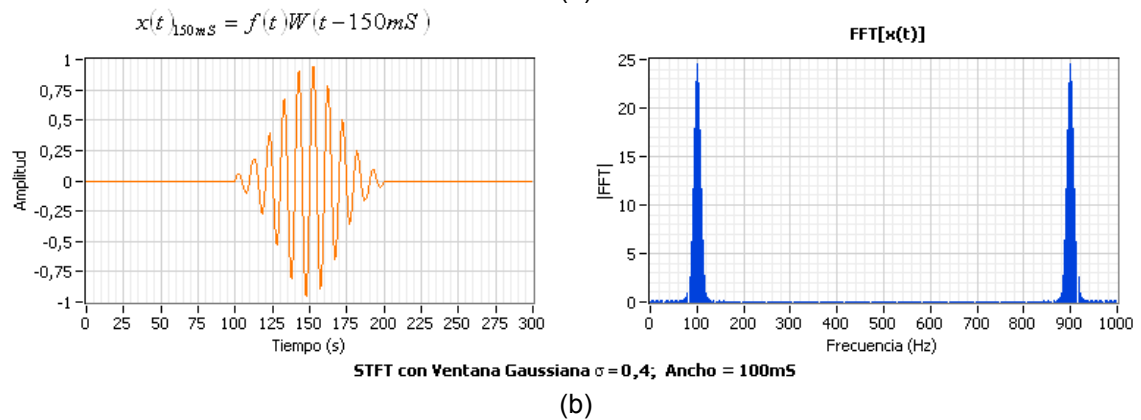 x(t)₁₅₀mS = f(t)W(t−150mS)
FFT[x(t)]
1
0,75
0,5
0,25
0
-0,25
-0,5
-0,75
-1
Amplitud
0 25 50 75 100 125 150 175 200 225 250 275 300
Tiempo (s)
25
20
15
10
5
0
|FFT|
0 100 200 300 400 500 600 700 800 900 1000
Frecuencia (Hz)
STFT con Ventana Gaussiana σ=0,4; Ancho = 100mS
(b)